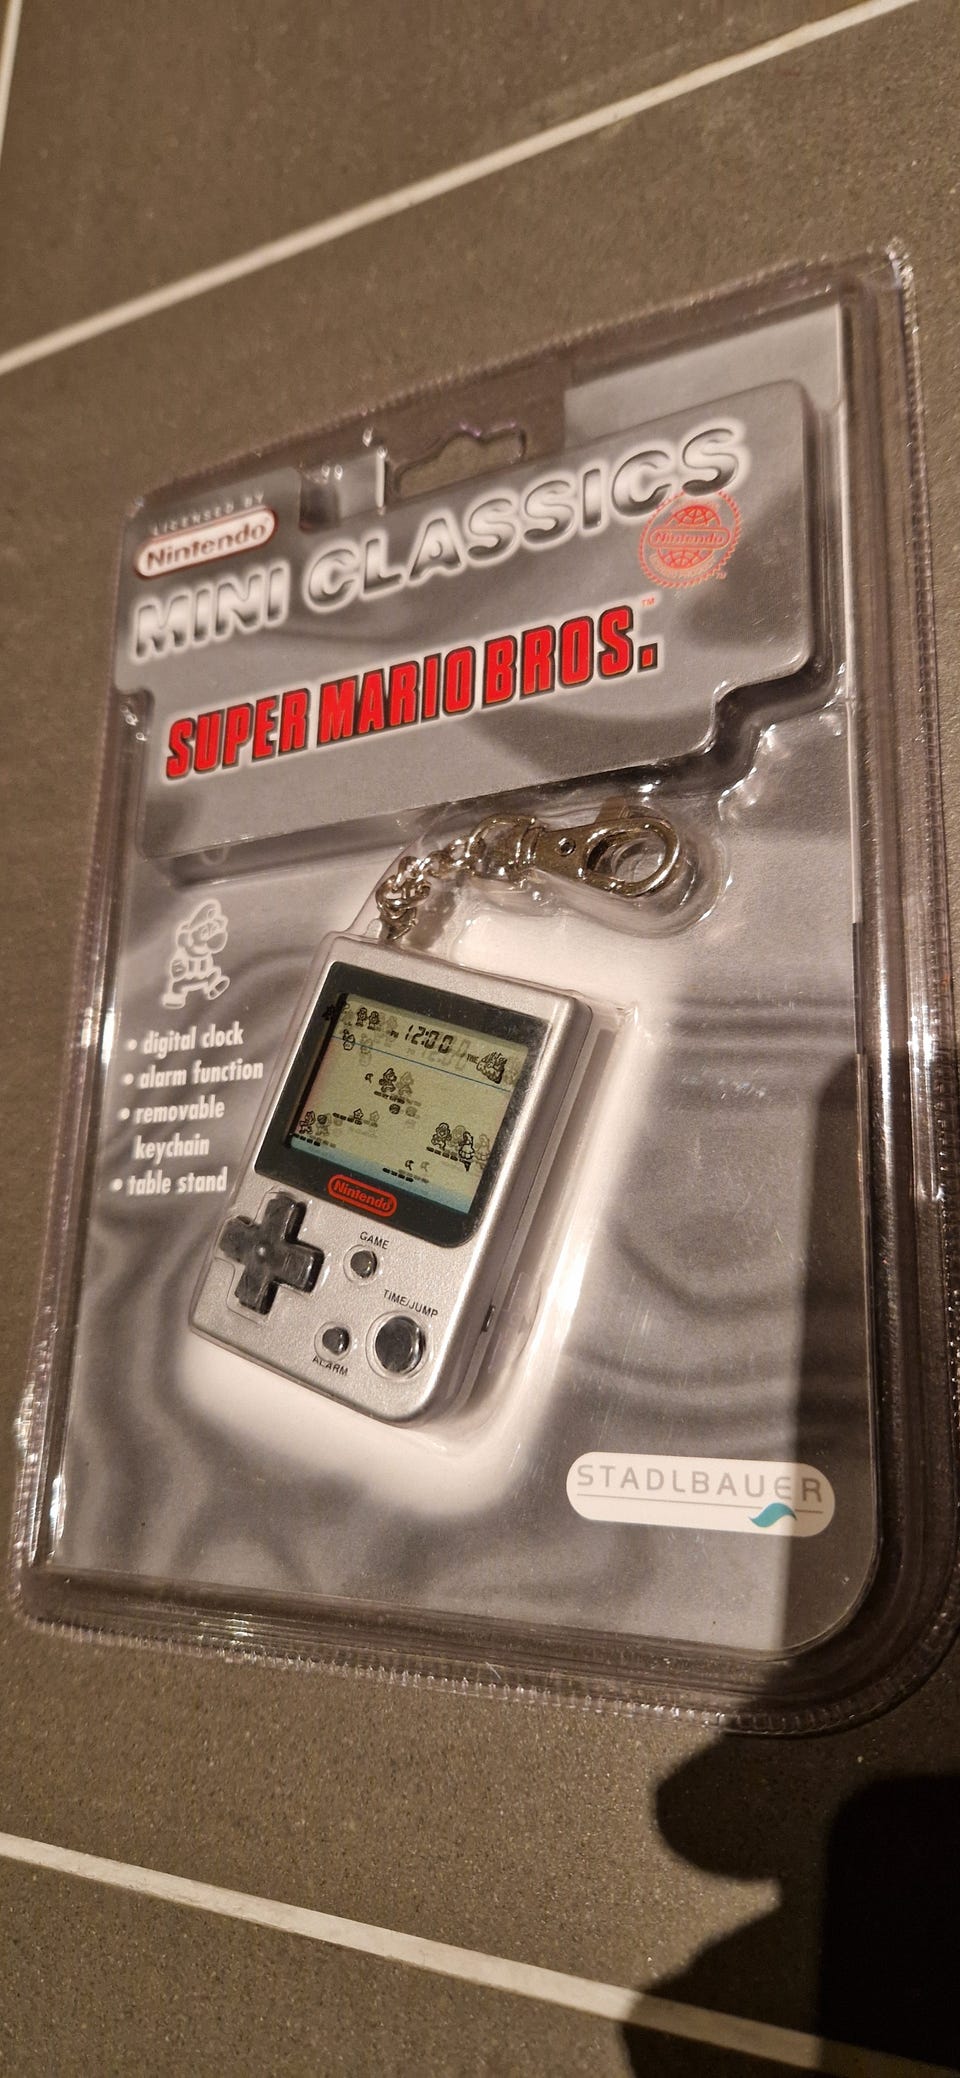 LICENSED BY
Nintendo
MINI CLASSICS
Nintendo
SUPER MARIO BROS.™
• digital clock
• alarm function
• removable
keychain
• table stand
12:00
Nintendo
GAME
TIME/JUMP
ALARM
STADLBAUER